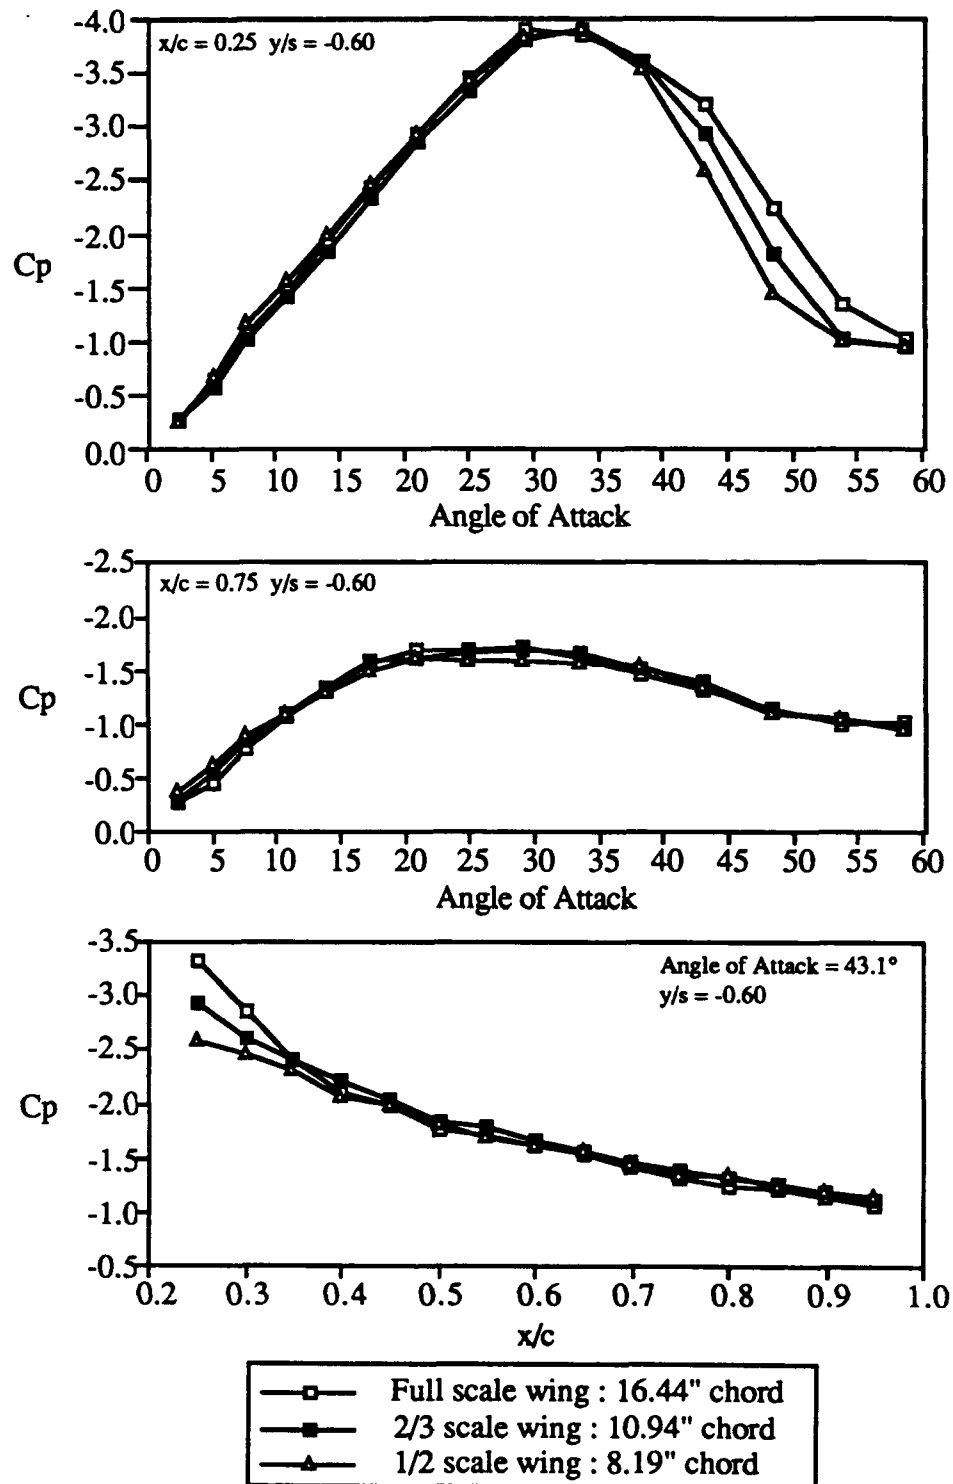 -4.0
x/c = 0.25 y/s = -0.60
-3.5
-3.0
-2.5
-2.0
Cp
-1.5
-1.0
-0.5
0.0
0 5 10 15 20 25 30 35 40 45 50 55 60
Angle of Attack
-2.5
x/c = 0.75 y/s = -0.60
-2.0
-1.5
Cp
-1.0
-0.5
0.0
0 5 10 15 20 25 30 35 40 45 50 55 60
Angle of Attack
-3.5
Angle of Attack = 43.1°
y/s = -0.60
-3.0
-2.5
Cp
-2.0
-1.5
-1.0
-0.5
0.2 0.3 0.4 0.5 0.6 0.7 0.8 0.9 1.0
x/c
Full scale wing : 16.44" chord
2/3 scale wing : 10.94" chord
1/2 scale wing : 8.19" chord